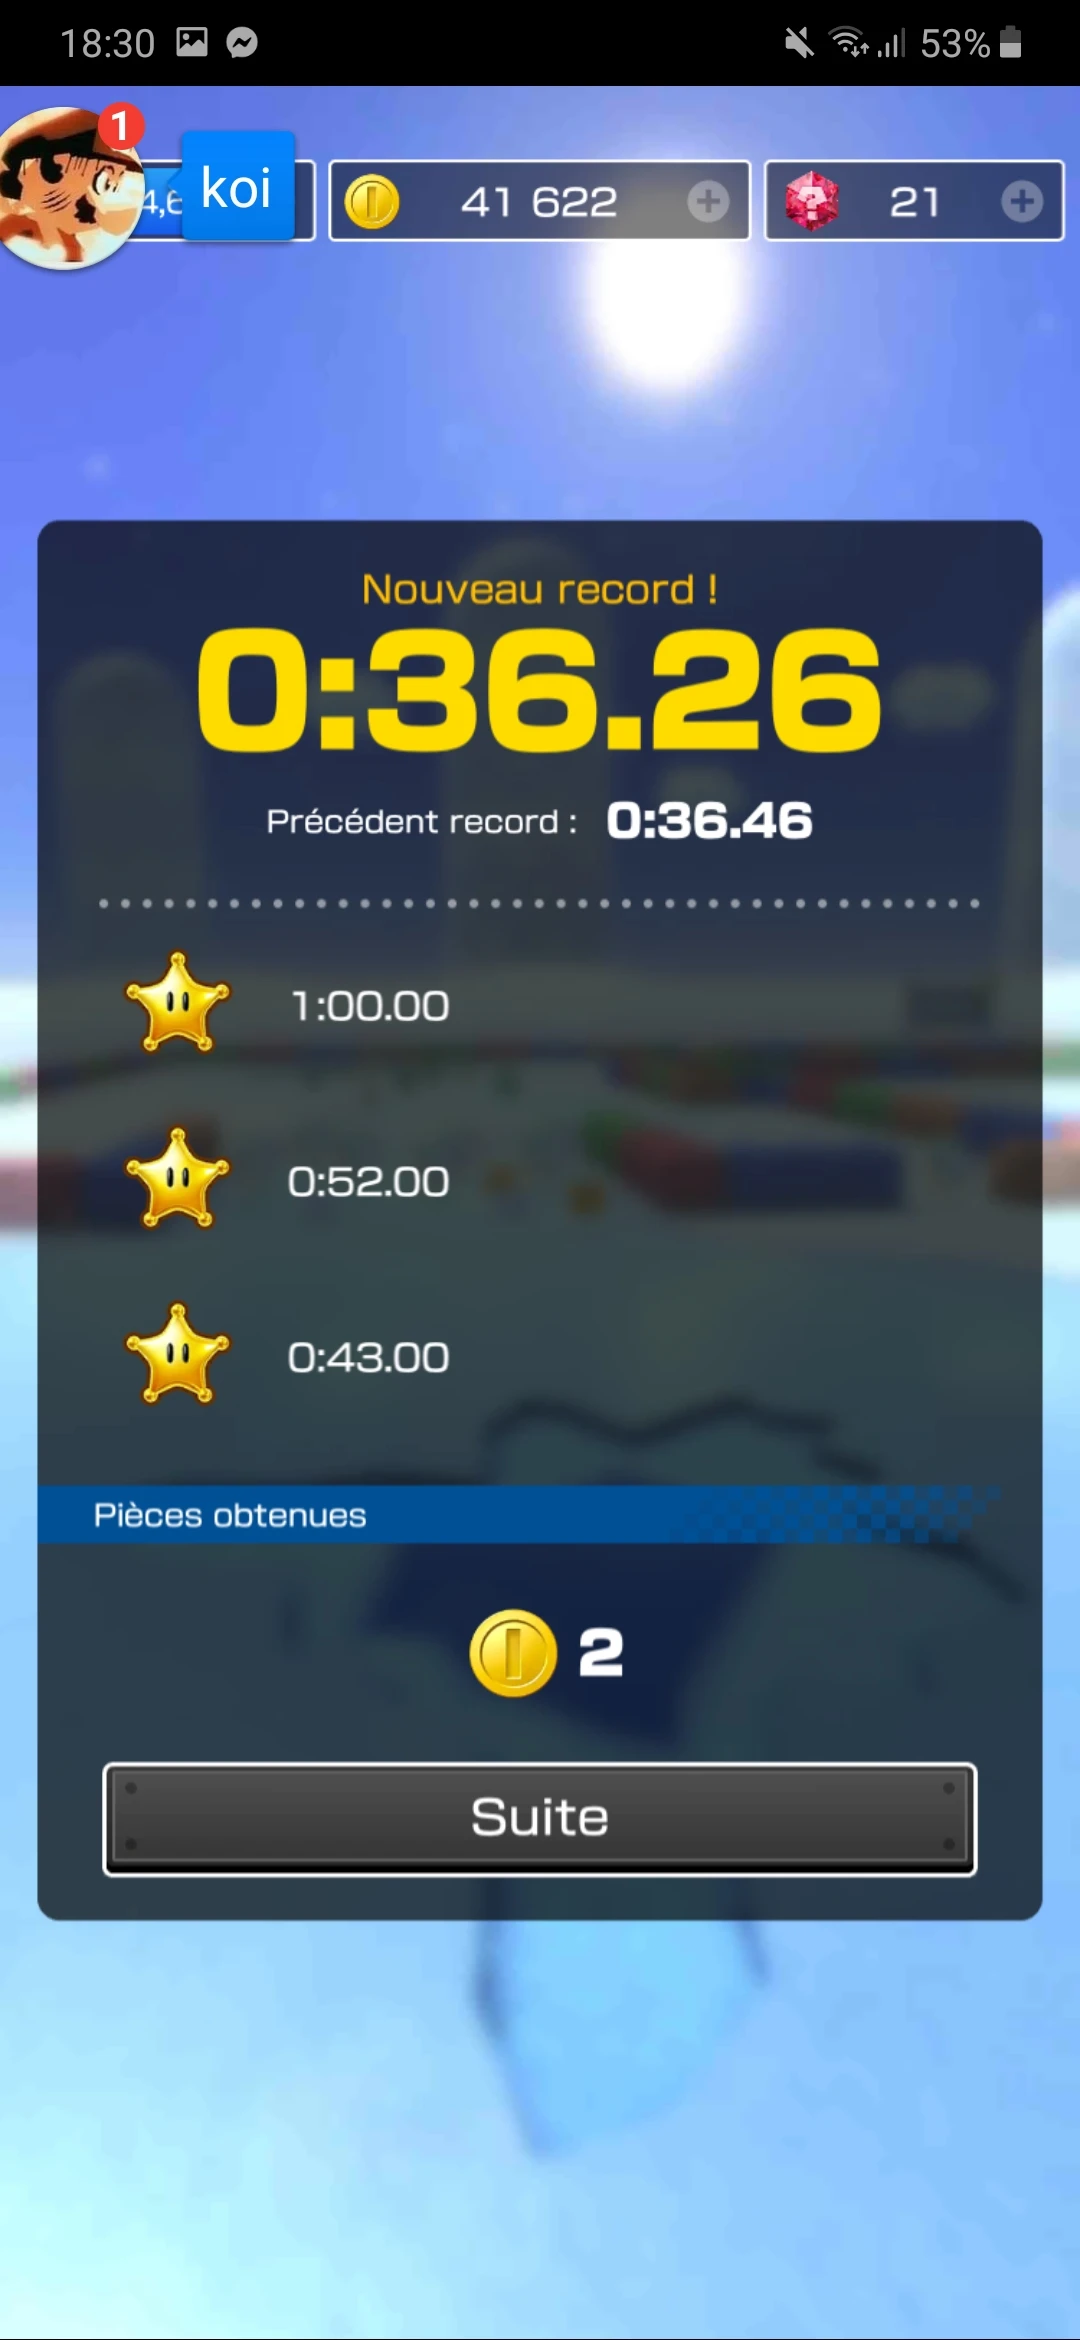 18:30
53%
1
koi
41 622
21
Nouveau record !
0:36.26
Précédent record : 0:36.46
1:00.00
0:52.00
0:43.00
Pièces obtenues
2
Suite